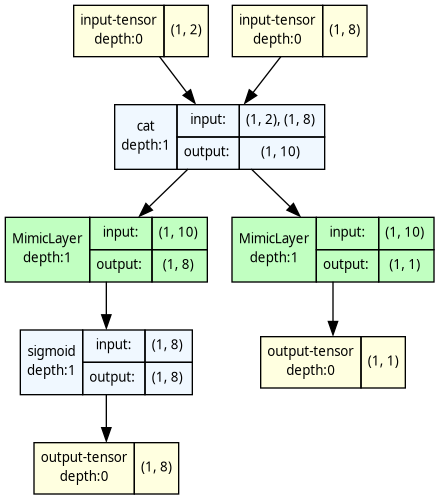 input-tensor
depth:0
(1, 2)
input-tensor
depth:0
(1, 8)
cat
depth:1
input:
(1, 2), (1, 8)
output:
(1, 10)
MimicLayer
depth:1
input:
(1, 10)
output:
(1, 8)
MimicLayer
depth:1
input:
(1, 10)
output:
(1, 1)
sigmoid
depth:1
input:
(1, 8)
output:
(1, 8)
output-tensor
depth:0
(1, 1)
output-tensor
depth:0
(1, 8)